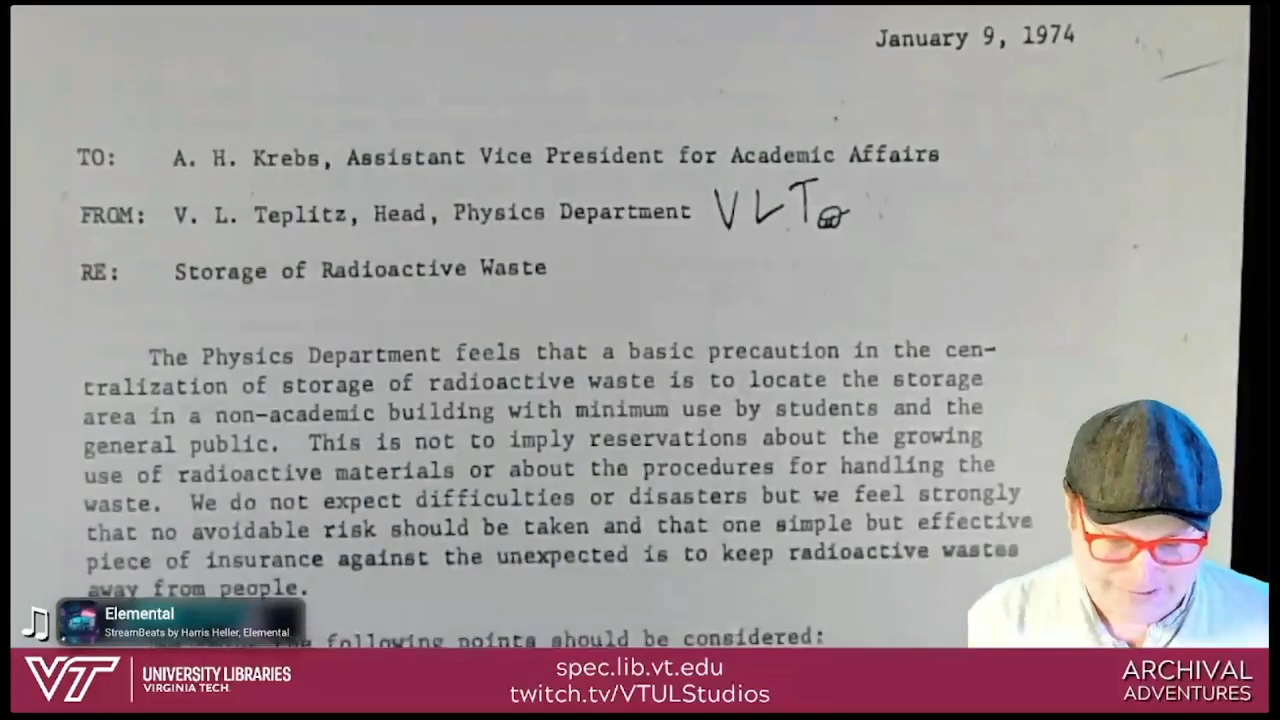 January 9, 1974
TO: A. H. Krebs, Assistant Vice President for Academic Affairs
FROM: V. L. Teplitz, Head, Physics Department VLT
RE: Storage of Radioactive Waste
The Physics Department feels that a basic precaution in the cen-
tralization of storage of radioactive waste is to locate the storage
area in a non-academic building with minimum use by students and the
general public. This is not to imply reservations about the growing
use of radioactive materials or about the procedures for handling the
waste. We do not expect difficulties or disasters but we feel strongly
that no avoidable risk should be taken and that one simple but effective
piece of insurance against the unexpected is to keep radioactive wastes
away from people.
following points should be considered:
Elemental
StreamBeats by Harris Heller, Elemental
VT UNIVERSITY LIBRARIES
VIRGINIA TECH
spec.lib.vt.edu
twitch.tv/VTULStudios
ARCHIVAL
ADVENTURES